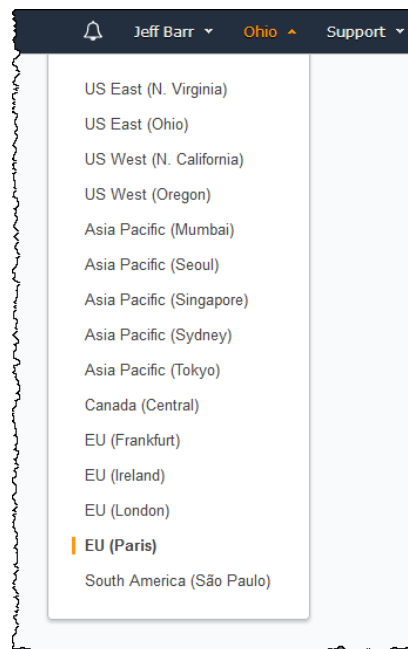 Jeff Barr Ohio Support
US East (N. Virginia)
US East (Ohio)
US West (N. California)
US West (Oregon)
Asia Pacific (Mumbai)
Asia Pacific (Seoul)
Asia Pacific (Singapore)
Asia Pacific (Sydney)
Asia Pacific (Tokyo)
Canada (Central)
EU (Frankfurt)
EU (Ireland)
EU (London)
EU (Paris)
South America (São Paulo)